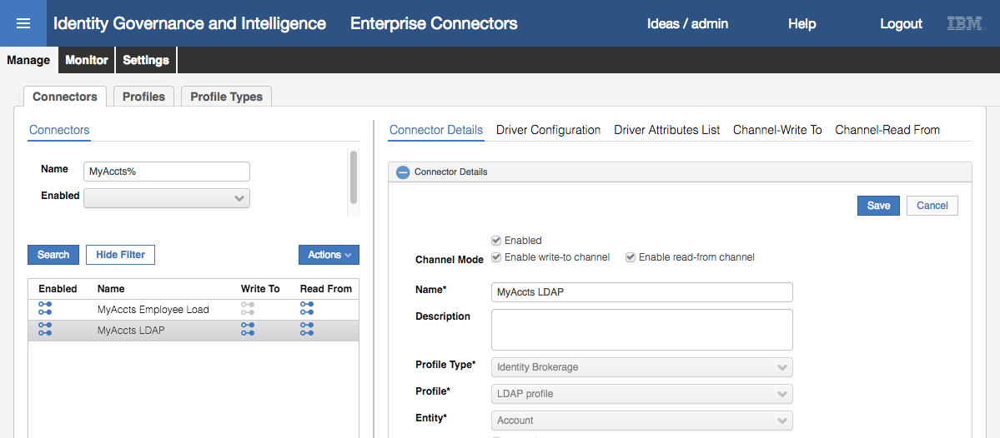 Identity Governance and Intelligence Enterprise Connectors Ideas / admin Help Logout IBM
Manage Monitor Settings
Connectors Profiles Profile Types
Connectors
Name MyAccts%
Enabled
Search Hide Filter Actions
Enabled Name Write To Read From
MyAccts Employee Load
MyAccts LDAP
Connector Details Driver Configuration Driver Attributes List Channel-Write To Channel-Read From
Connector Details
Save Cancel
Enabled
Channel Mode Enable write-to channel Enable read-from channel
Name* MyAccts LDAP
Description
Profile Type* Identity Brokerage
Profile* LDAP profile
Entity* Account